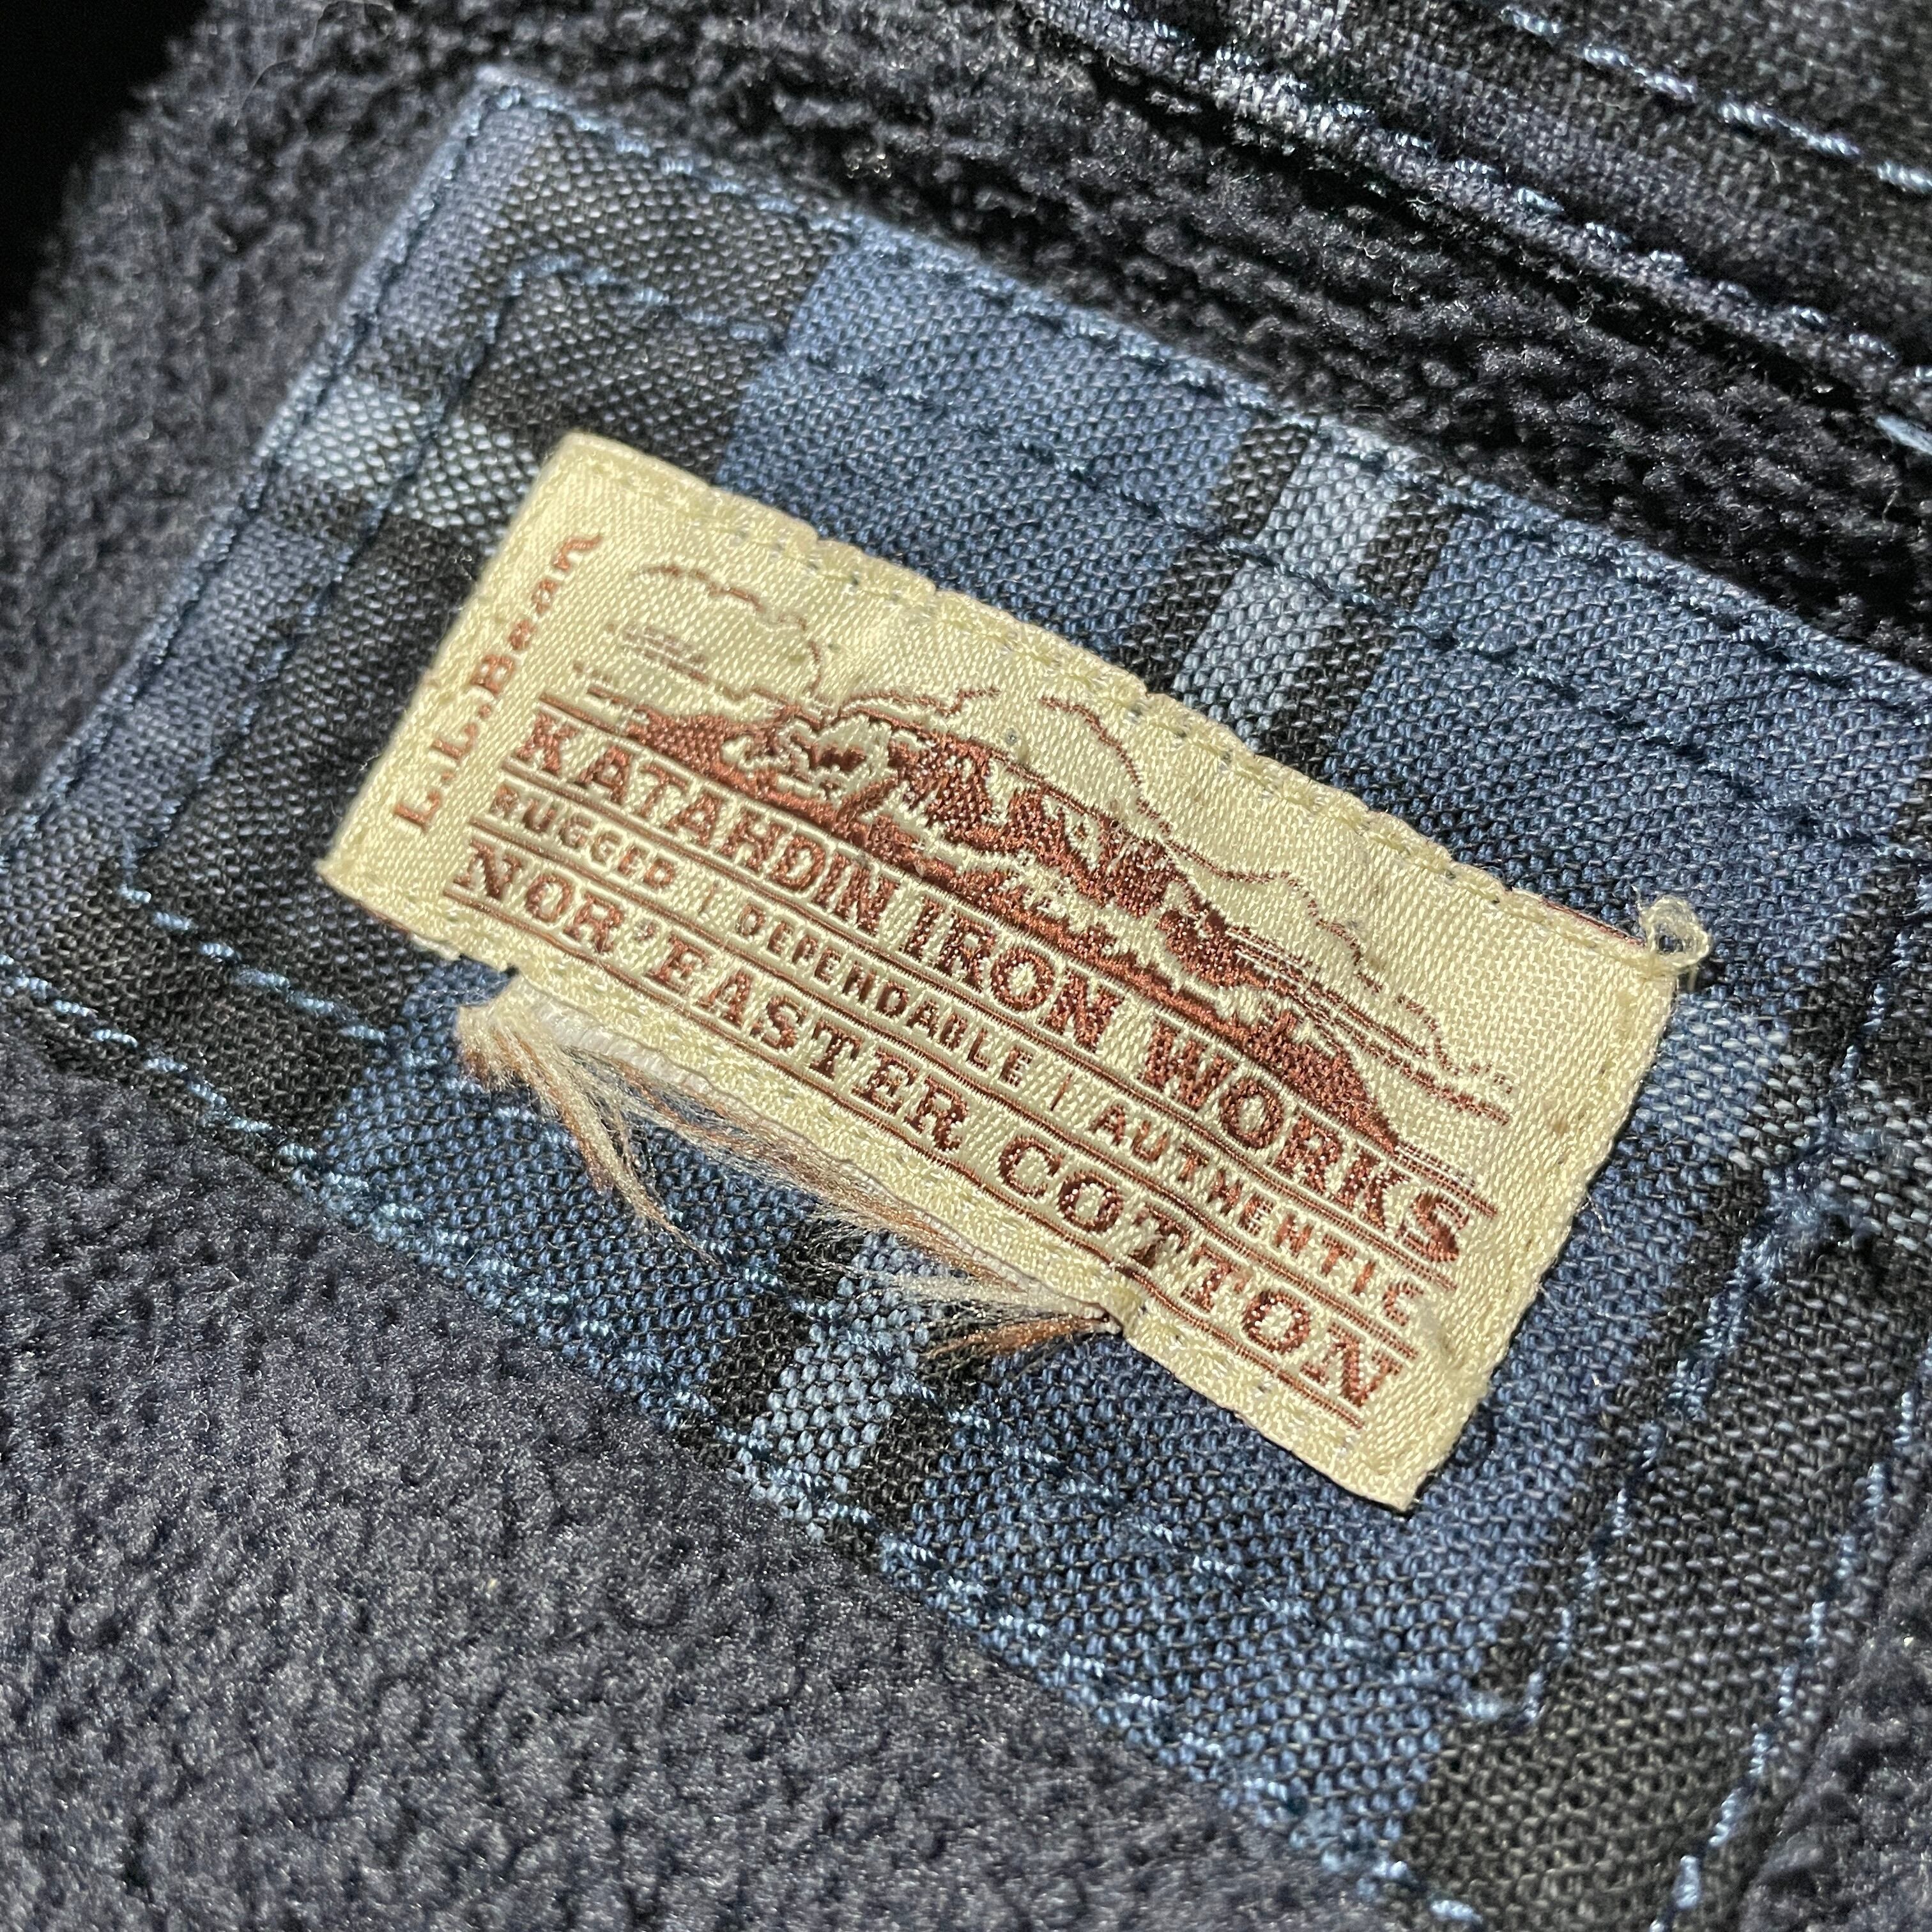 L.L.Bean
KATAHDIN IRON WORKS
RUGGED | DEPENDABLE | AUTHENTIC
NOR'EASTER COTTON